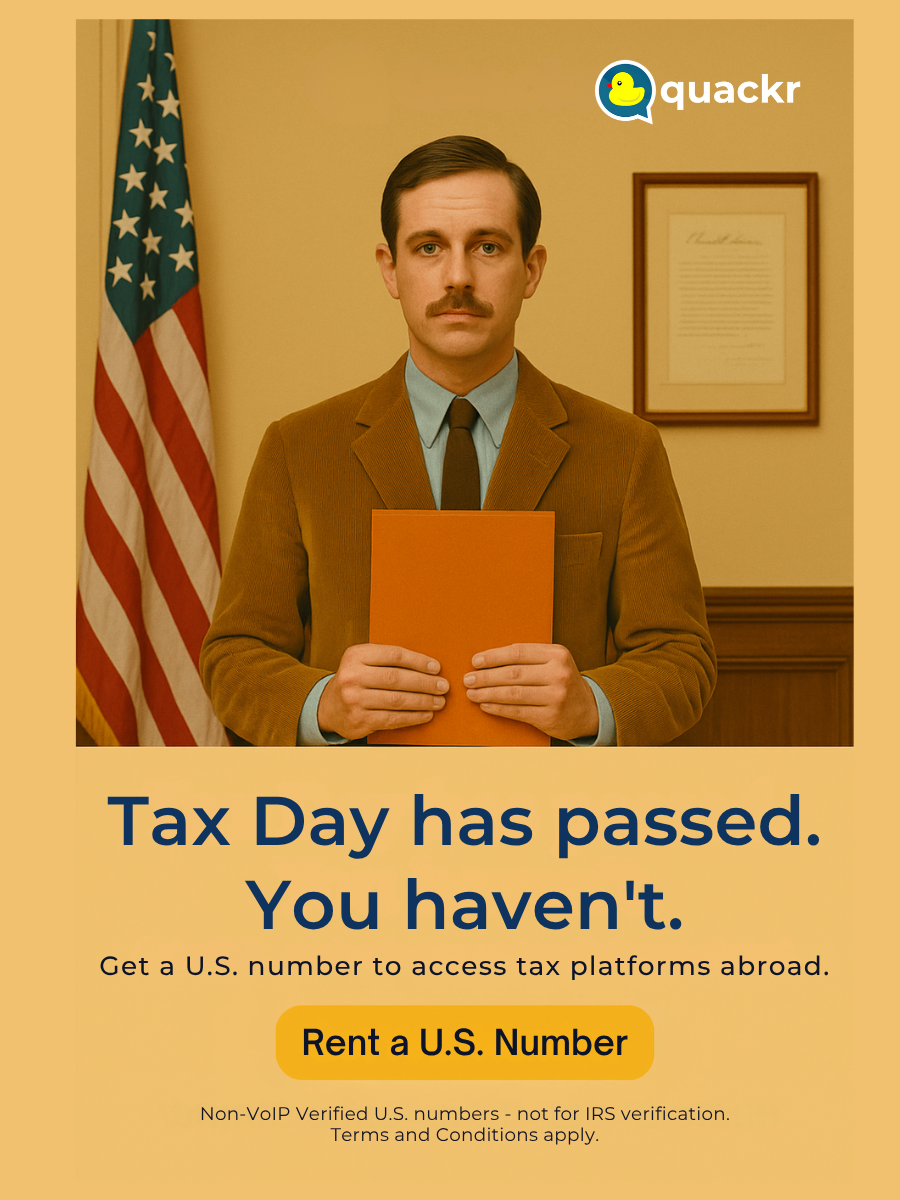 quackr
Tax Day has passed.
You haven't.
Get a U.S. number to access tax platforms abroad.
Rent a U.S. Number
Non-VoIP Verified U.S. numbers - not for IRS verification.
Terms and Conditions apply.